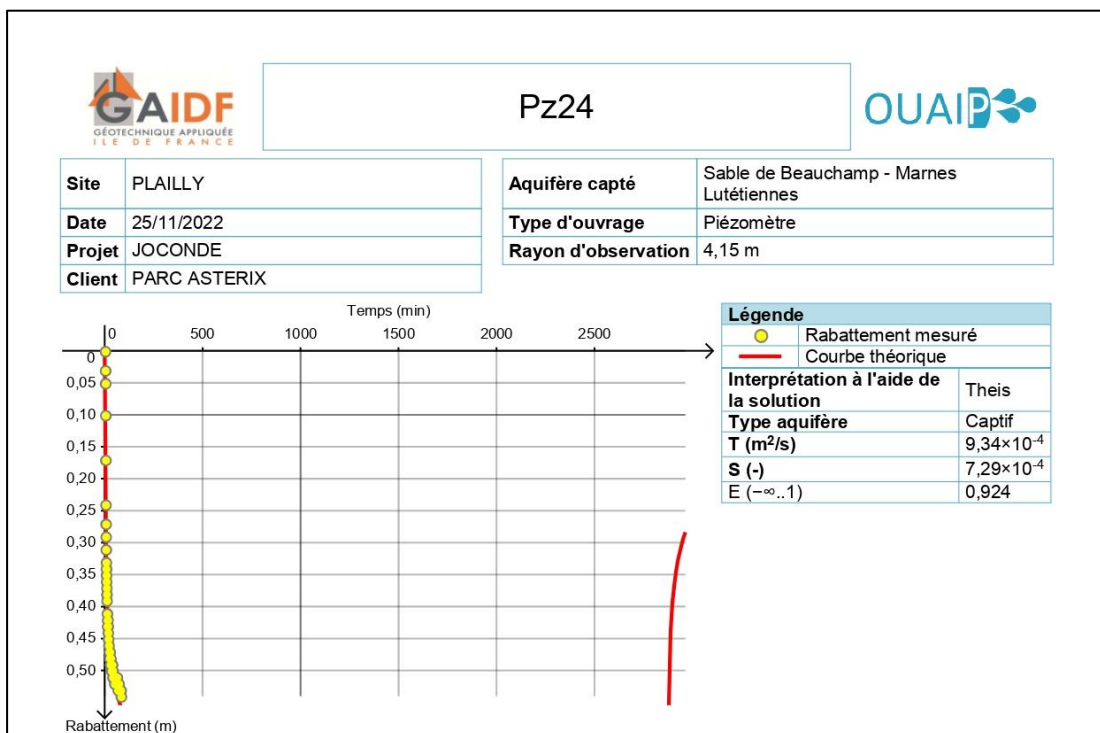 GAIDF
GÉOTECHNIQUE APPLIQUÉE
ILE DE FRANCE
Pz24
OUAIP
Site PLAILLY
Date 25/11/2022
Projet JOCONDE
Client PARC ASTERIX
Aquifère capté Sable de Beauchamp - Marnes
Lutétiennes
Type d'ouvrage Piézomètre
Rayon d'observation 4,15 m
Temps (min)
0 500 1000 1500 2000 2500
0
0,05
0,10
0,15
0,20
0,25
0,30
0,35
0,40
0,45
0,50
Rabattement (m)
Légende
Rabattement mesuré
Courbe théorique
Interprétation à l'aide de
la solution Theis
Type aquifère Captif
T (m²/s) 9,34×10⁻⁴
S (-) 7,29×10⁻⁴
E (−∞..1) 0,924